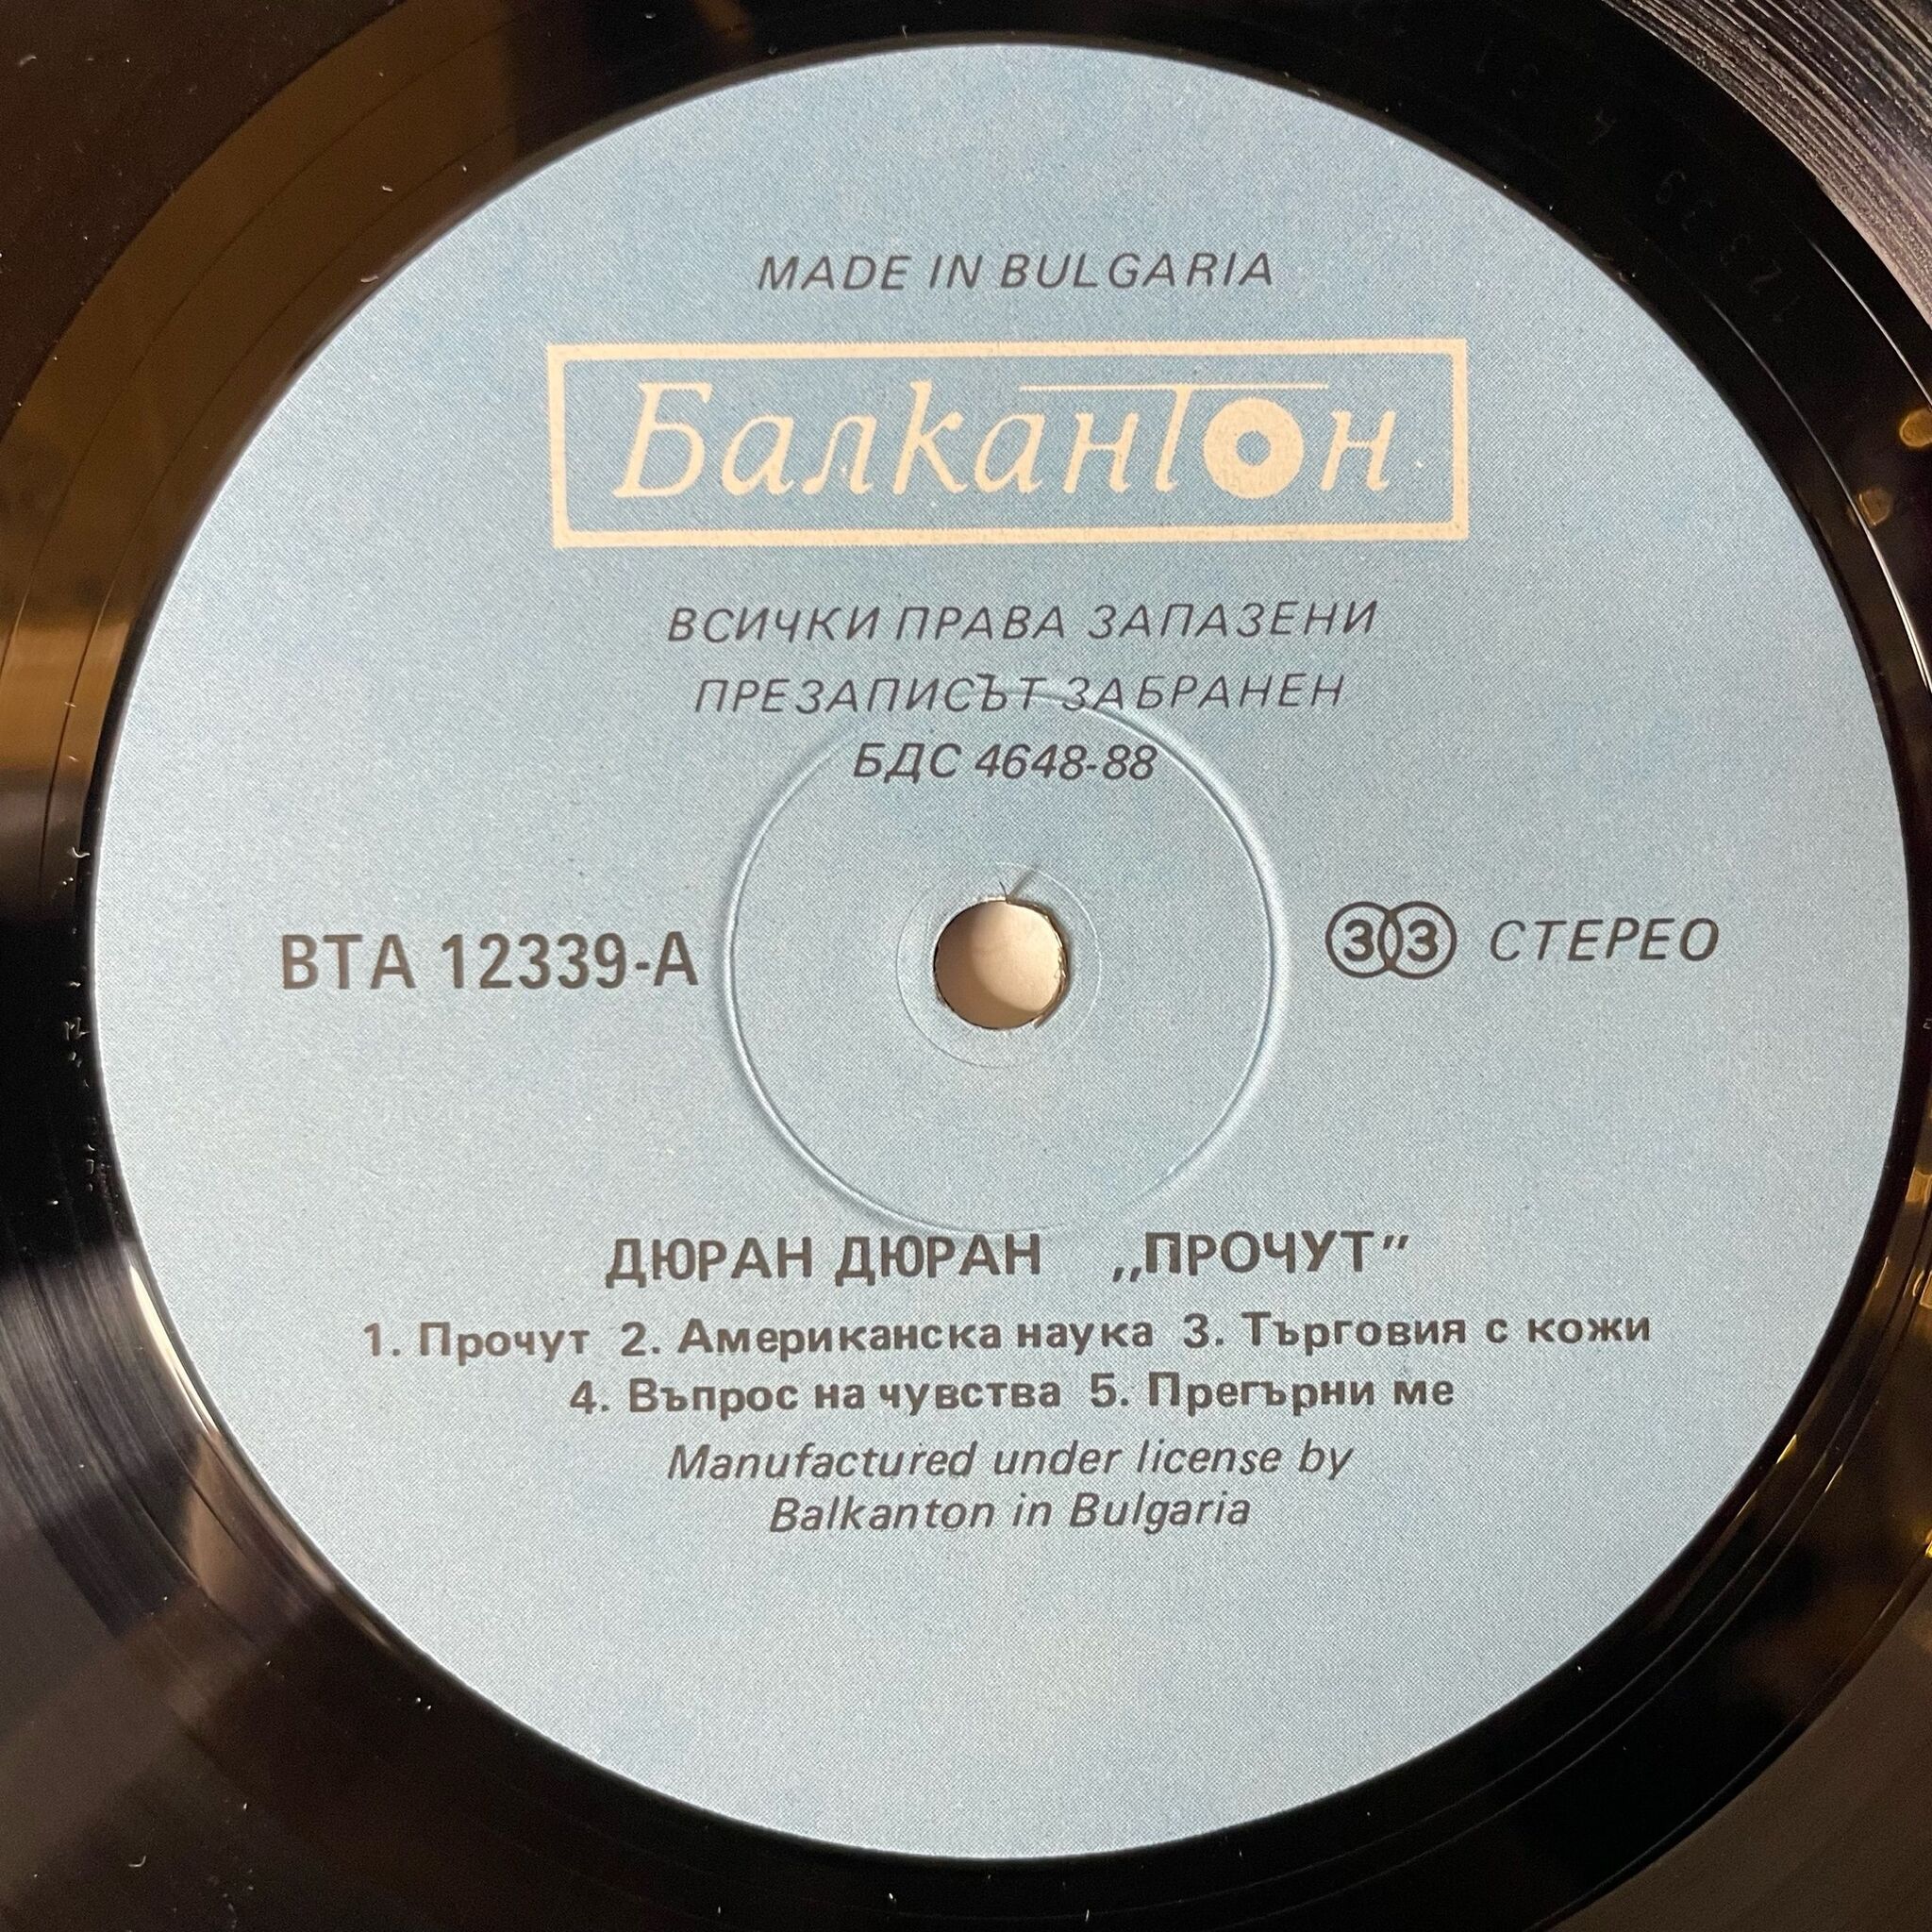 MADE IN BULGARIA
Балкантон
ВСИЧКИ ПРАВА ЗАПАЗЕНИ
ПРЕЗАПИСЪТ ЗАБРАНЕН
БДС 4648-88
ВТА 12339-А
33 СТЕРЕО
ДЮРАН ДЮРАН „ПРОЧУТ”
1. Прочут 2. Американска наука 3. Търговия с кожи
4. Въпрос на чувства 5. Прегърни ме
Manufactured under license by
Balkanton in Bulgaria